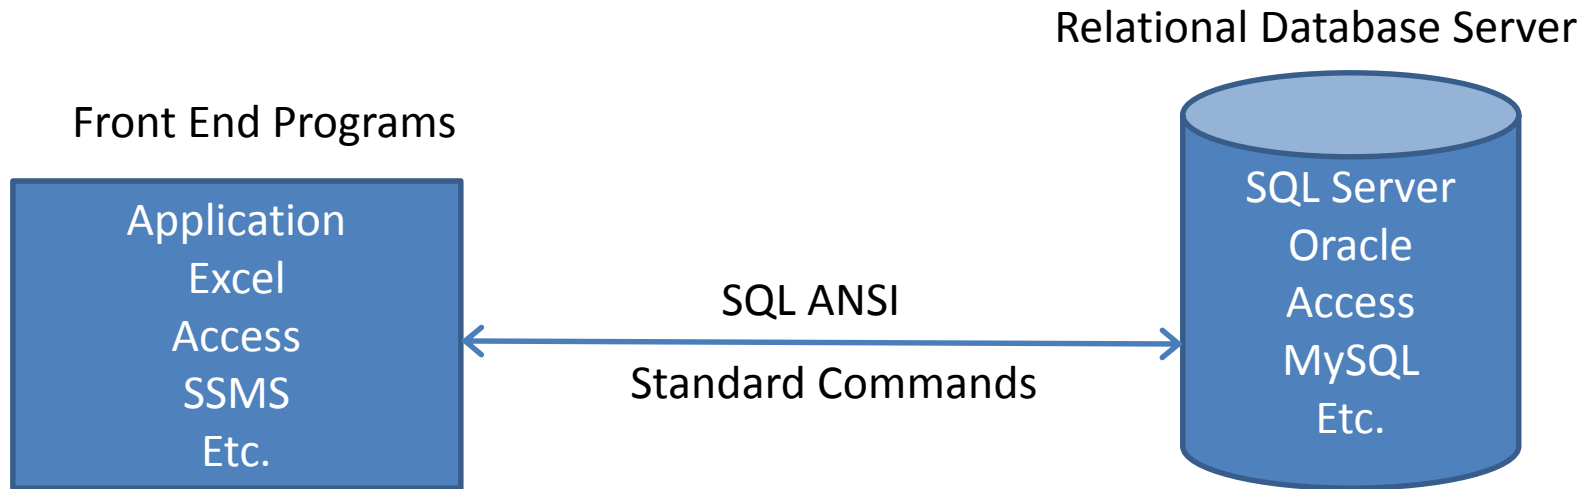 Relational Database Server
Front End Programs
Application
Excel
Access
SSMS
Etc.
SQL ANSI
Standard Commands
SQL Server
Oracle
Access
MySQL
Etc.